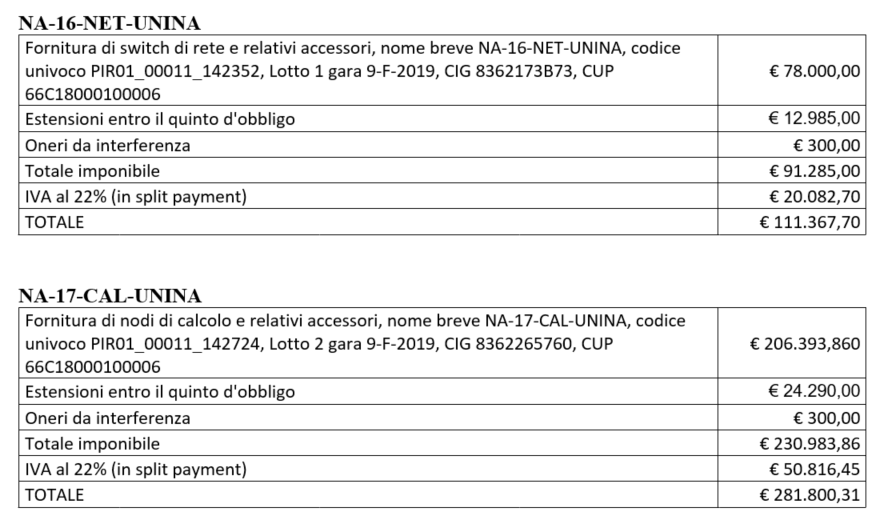 NA-16-NET-UNINA
Fornitura di switch di rete e relativi accessori, nome breve NA-16-NET-UNINA, codice
univoco PIR01_00011_142352, Lotto 1 gara 9-F-2019, CIG 8362173B73, CUP
66C18000100006
€ 78.000,00
Estensioni entro il quinto d'obbligo € 12.985,00
Oneri da interferenza € 300,00
Totale imponibile € 91.285,00
IVA al 22% (in split payment) € 20.082,70
TOTALE € 111.367,70
NA-17-CAL-UNINA
Fornitura di nodi di calcolo e relativi accessori, nome breve NA-17-CAL-UNINA, codice
univoco PIR01_00011_142724, Lotto 2 gara 9-F-2019, CIG 8362265760, CUP
66C18000100006
€ 206.393,860
Estensioni entro il quinto d'obbligo € 24.290,00
Oneri da interferenza € 300,00
Totale imponibile € 230.983,86
IVA al 22% (in split payment) € 50.816,45
TOTALE € 281.800,31